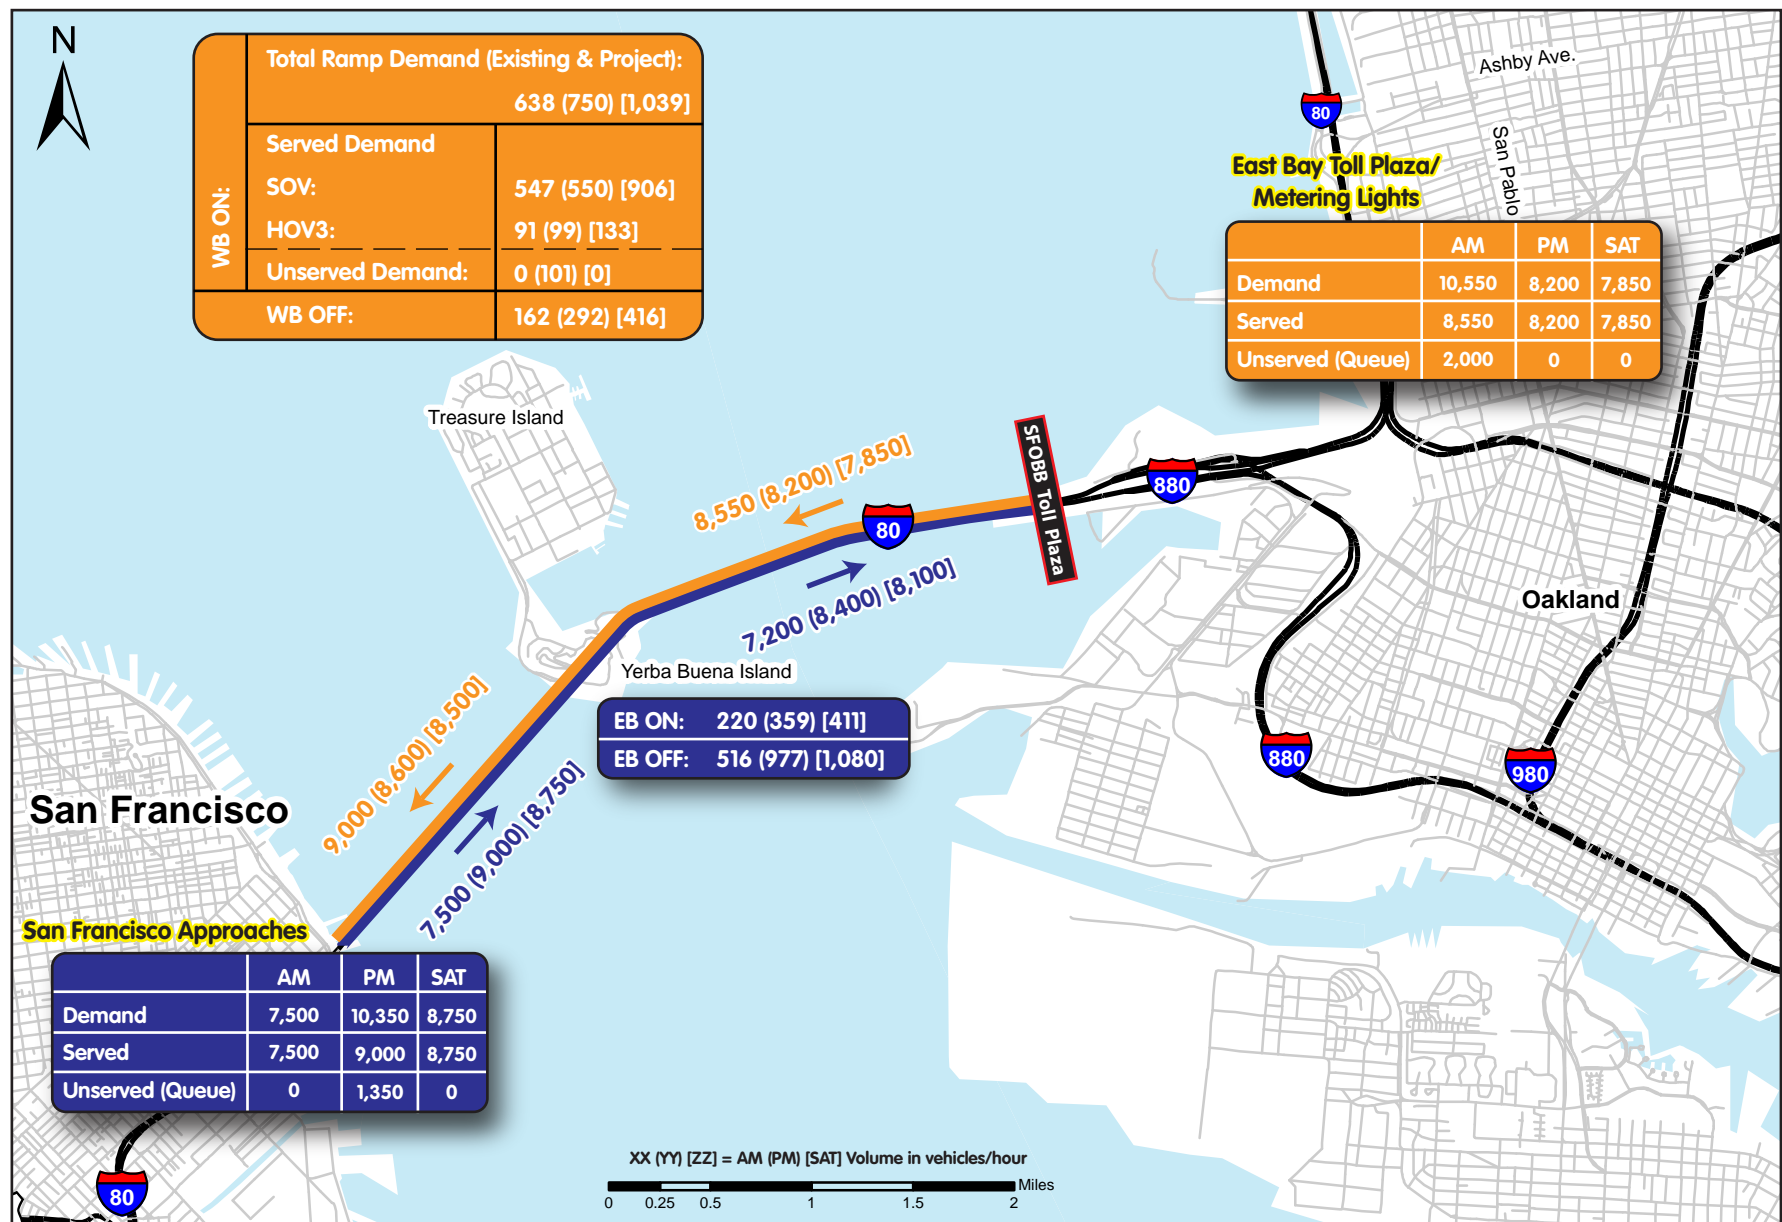 N
Total Ramp Demand (Existing & Project):
638 (750) [1,039]
WB ON:
Served Demand
SOV: 547 (550) [906]
HOV3: 91 (99) [133]
Unserved Demand: 0 (101) [0]
WB OFF: 162 (292) [416]
80
Ashby Ave.
San Pablo
East Bay Toll Plaza/
Metering Lights
AM PM SAT
Demand 10,550 8,200 7,850
Served 8,550 8,200 7,850
Unserved (Queue) 2,000 0 0
Treasure Island
8,550 (8,200) [7,850]
80
SFOBB Toll Plaza
880
7,200 (8,400) [8,100]
Oakland
Yerba Buena Island
EB ON: 220 (359) [411]
EB OFF: 516 (977) [1,080]
9,000 (8,600) [8,500]
7,500 (9,000) [8,750]
880
980
San Francisco
San Francisco Approaches
AM PM SAT
Demand 7,500 10,350 8,750
Served 7,500 9,000 8,750
Unserved (Queue) 0 1,350 0
80
XX (YY) [ZZ] = AM (PM) [SAT] Volume in vehicles/hour
Miles
0 0.25 0.5 1 1.5 2